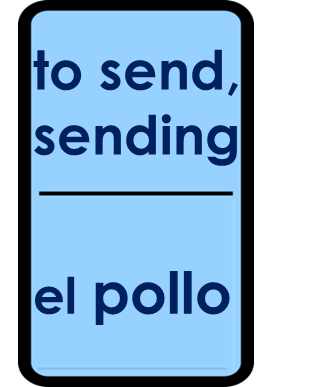 to send,
sending
el pollo